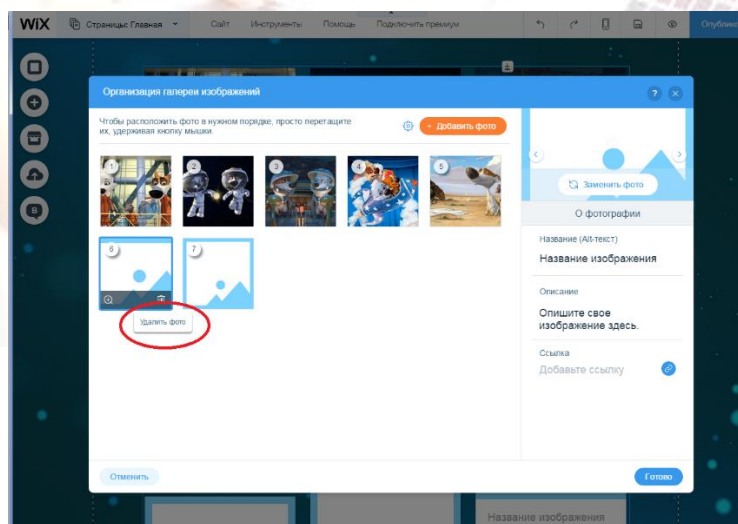 WiX
Страницы: Главная
Сайт
Инструменты
Помощь
Подключить премиум
Опублико
Организация галереи изображений
?
Чтобы расположить фото в нужном порядке, просто перетащите
их, удерживая кнопку мышки.
+ Добавить фото
1
2
3
4
5
6
7
Удалить фото
Заменить фото
О фотографии
Название (Alt-текст)
Название изображения
Описание
Опишите свое
изображение здесь.
Ссылка
Добавьте ссылку
Отменить
Готово
Название изображения
B